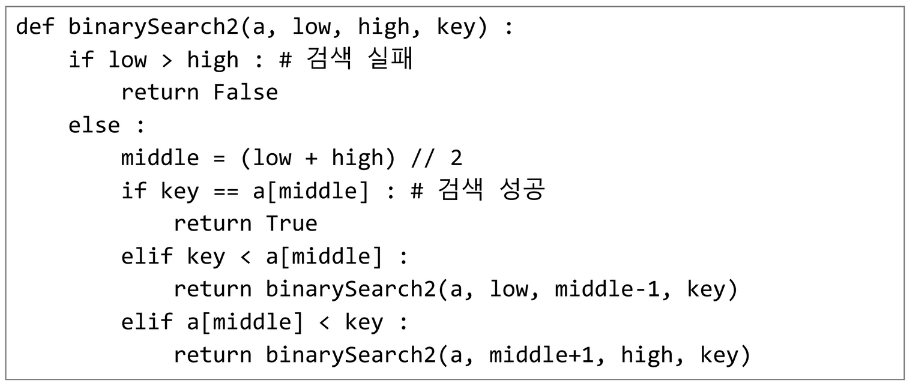 def binarySearch2(a, low, high, key) :
    if low > high : # 검색 실패
        return False
    else :
        middle = (low + high) // 2
        if key == a[middle] : # 검색 성공
            return True
        elif key < a[middle] :
            return binarySearch2(a, low, middle-1, key)
        elif a[middle] < key :
            return binarySearch2(a, middle+1, high, key)